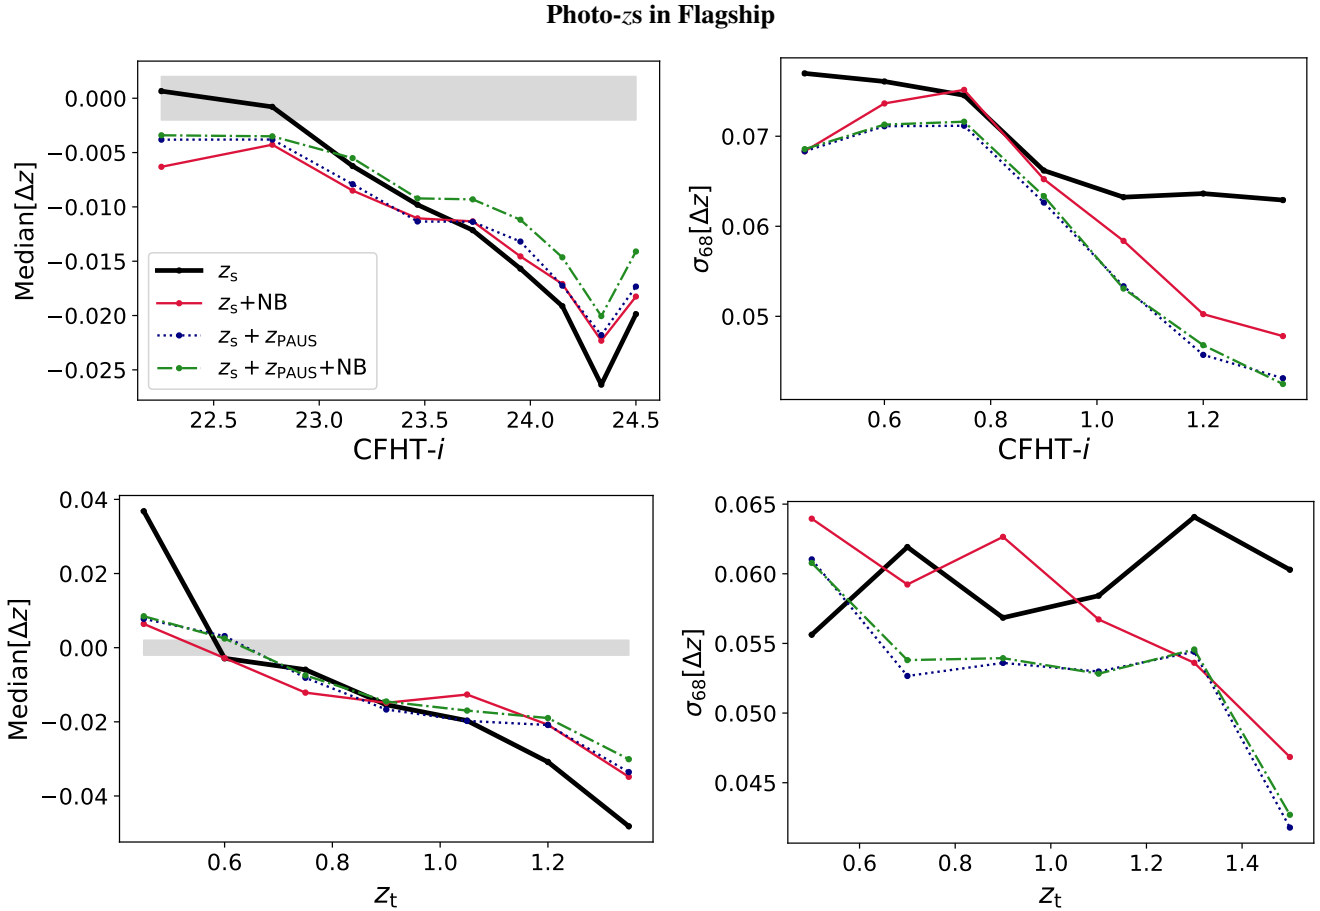 Photo-zs in Flagship
0.000
−0.005
−0.010
−0.015
−0.020
−0.025
Median[Δz]
z_s
z_s+NB
z_s + z_PAUS
z_s + z_PAUS+NB
22.5
23.0
23.5
24.0
24.5
CFHT-i
0.07
0.06
0.05
σ_68[Δz]
0.6
0.8
1.0
1.2
CFHT-i
0.04
0.02
0.00
−0.02
−0.04
Median[Δz]
0.6
0.8
1.0
1.2
z_t
0.065
0.060
0.055
0.050
0.045
σ_68[Δz]
0.6
0.8
1.0
1.2
1.4
z_t